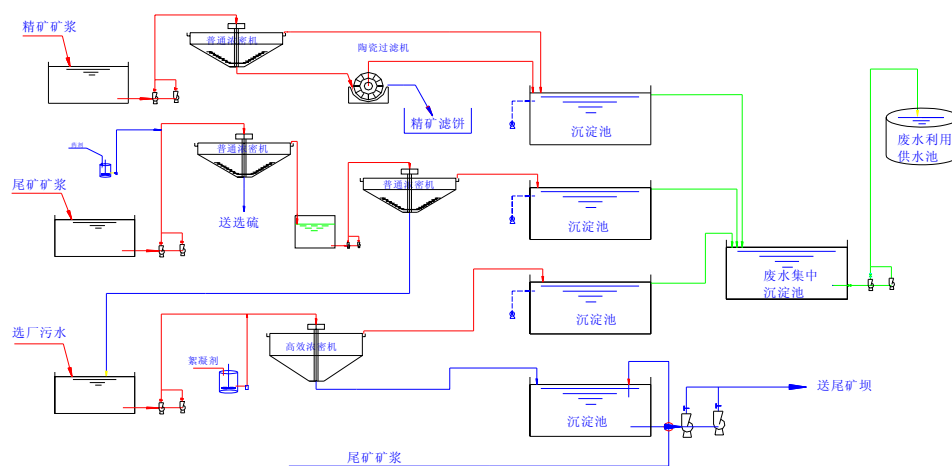 精矿矿浆
普通浓密机
陶瓷过滤机
精矿滤饼
沉淀池
废水利用
供水池
药剂
普通浓密机
普通浓密机
尾矿矿浆
送选硫
沉淀池
废水集中
沉淀池
沉淀池
选厂污水
高效浓密机
絮凝剂
送尾矿坝
沉淀池
尾矿矿浆